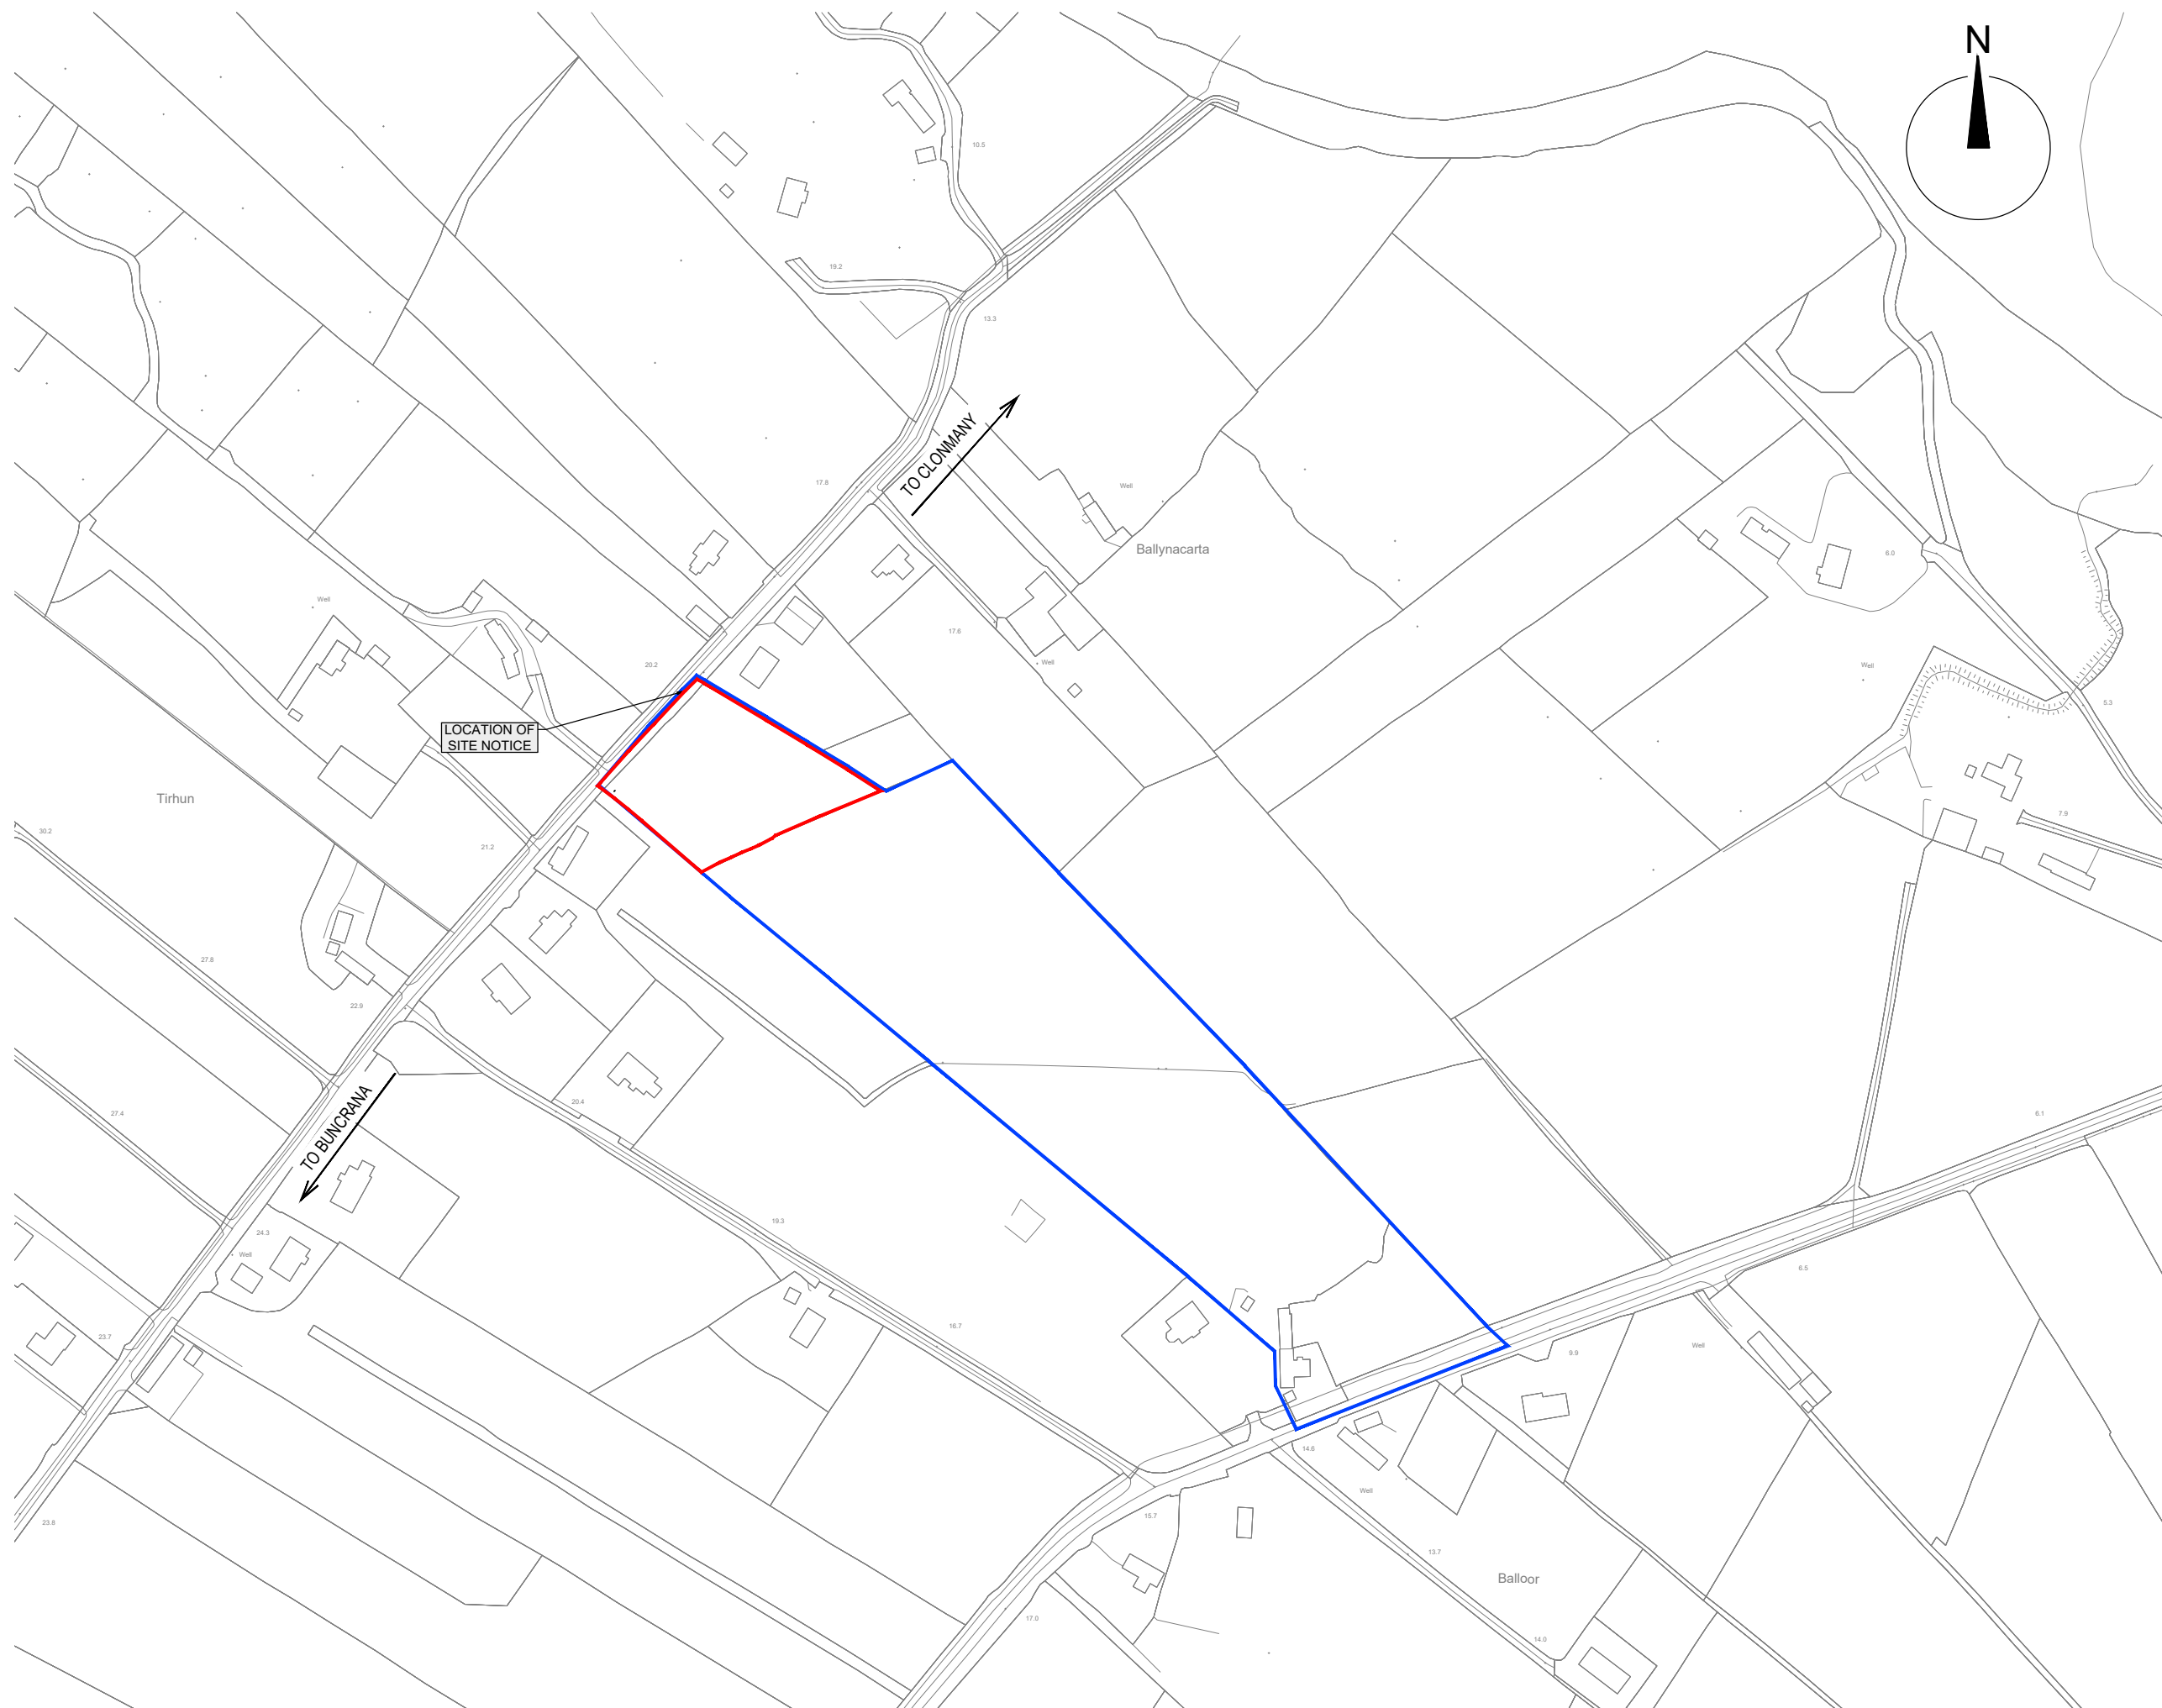 N
10.5
19.2
13.3
TO CLONMANY
17.8
Well
Ballynacarta
6.0
Well
17.6
20.2
Well
Well
5.3
LOCATION OF
SITE NOTICE
Tirhun
7.9
30.2
21.2
27.8
22.9
20.4
27.4
TO BUNCRANA
6.1
19.3
24.3
Well
6.5
16.7
23.7
Well
9.9
14.6
Well
23.8
15.7
13.7
Balloor
17.0
14.0